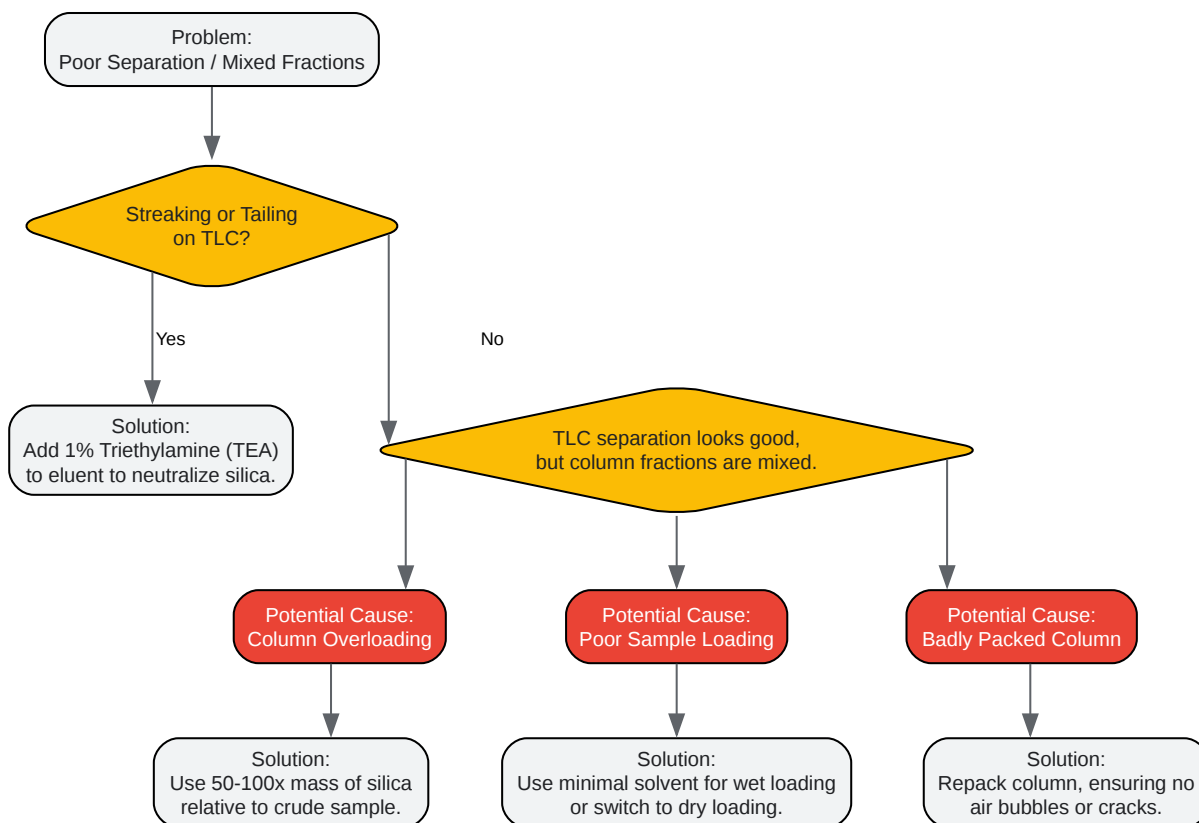 Problem:
Poor Separation / Mixed Fractions
Streaking or Tailing
on TLC?
Yes
No
Solution:
Add 1% Triethylamine (TEA)
to eluent to neutralize silica.
TLC separation looks good,
but column fractions are mixed.
Potential Cause:
Column Overloading
Potential Cause:
Poor Sample Loading
Potential Cause:
Badly Packed Column
Solution:
Use 50-100x mass of silica
relative to crude sample.
Solution:
Use minimal solvent for wet loading
or switch to dry loading.
Solution:
Repack column, ensuring no
air bubbles or cracks.